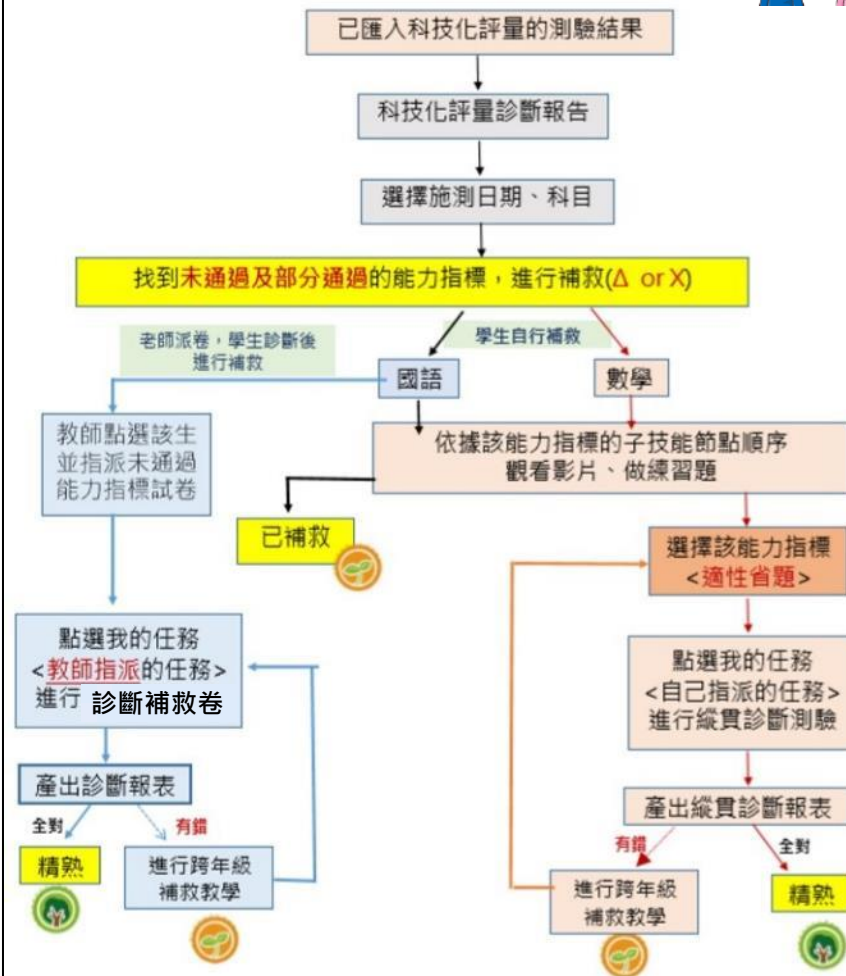 已匯入科技化評量的測驗結果
科技化評量診斷報告
選擇施測日期、科目
找到未通過及部分通過的能力指標，進行補救(Δ or X)
老師派卷，學生診斷後
進行補救
學生自行補救
國語
數學
教師點選該生
並指派未通過
能力指標試卷
依據該能力指標的子技能節點順序
觀看影片、做練習題
已補救
選擇該能力指標
<適性省題>
點選我的任務
<教師指派的任務>
進行 診斷補救卷
點選我的任務
<自己指派的任務>
進行縱貫診斷測驗
產出診斷報表
產出縱貫診斷報表
全對
有錯
有錯
全對
精熟
進行跨年級
補救教學
進行跨年級
補救教學
精熟